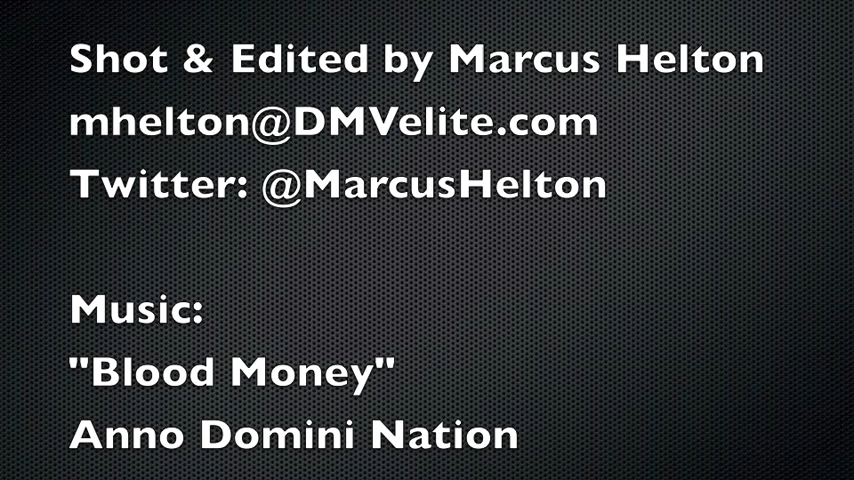 Shot & Edited by Marcus Helton
mhelton@DMVelite.com
Twitter: @MarcusHelton
Music:
"Blood Money"
Anno Domini Nation